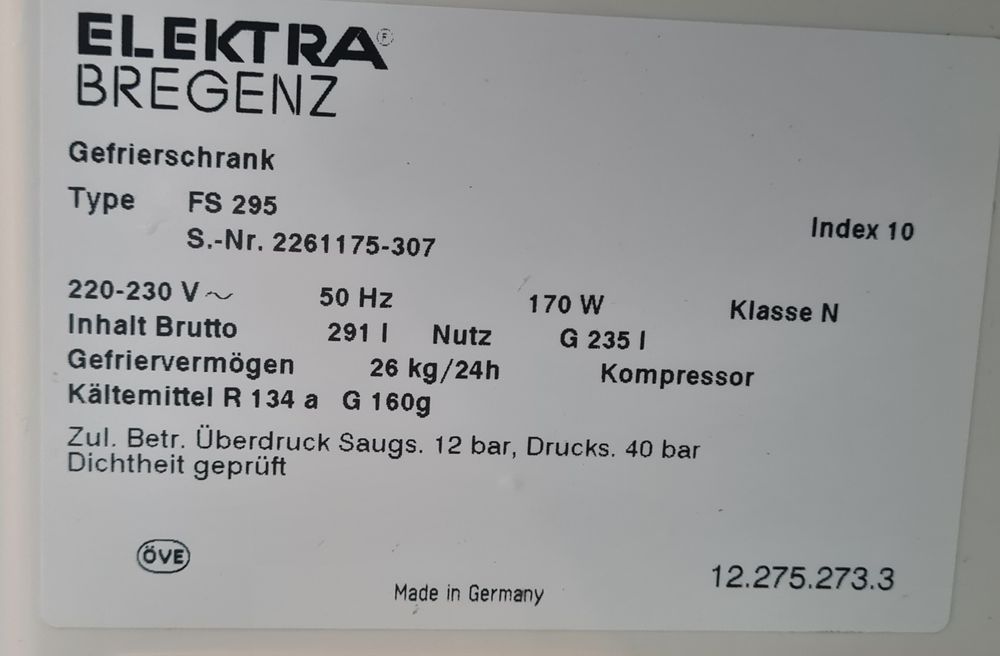 ELEKTRA®
BREGENZ
Gefrierschrank
Type FS 295
S.-Nr. 2261175-307 Index 10
220-230 V~ 50 Hz 170 W Klasse N
Inhalt Brutto 291 l Nutz G 235 l
Gefriervermögen 26 kg/24h Kompressor
Kältemittel R 134 a G 160g
Zul. Betr. Überdruck Saugs. 12 bar, Drucks. 40 bar
Dichtheit geprüft
ÖVE
Made in Germany 12.275.273.3